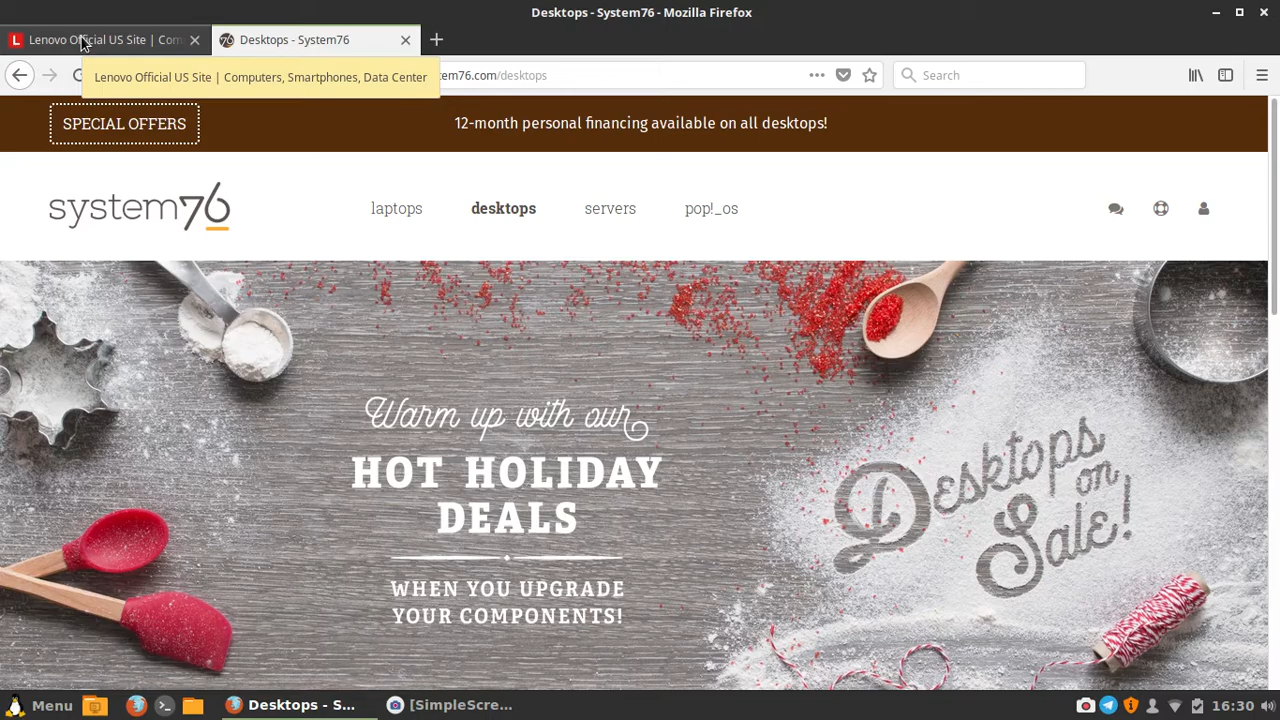 Desktops - System76 - Mozilla Firefox
Lenovo Official US Site | Com
Desktops - System76
Lenovo Official US Site | Computers, Smartphones, Data Center
em76.com/desktops
Search
SPECIAL OFFERS
12-month personal financing available on all desktops!
system76
laptops
desktops
servers
pop!_os
Warm up with our
HOT HOLIDAY
DEALS
WHEN YOU UPGRADE
YOUR COMPONENTS!
Desktops
on
Sale!
Menu
Desktops - S...
[SimpleScre...
16:30